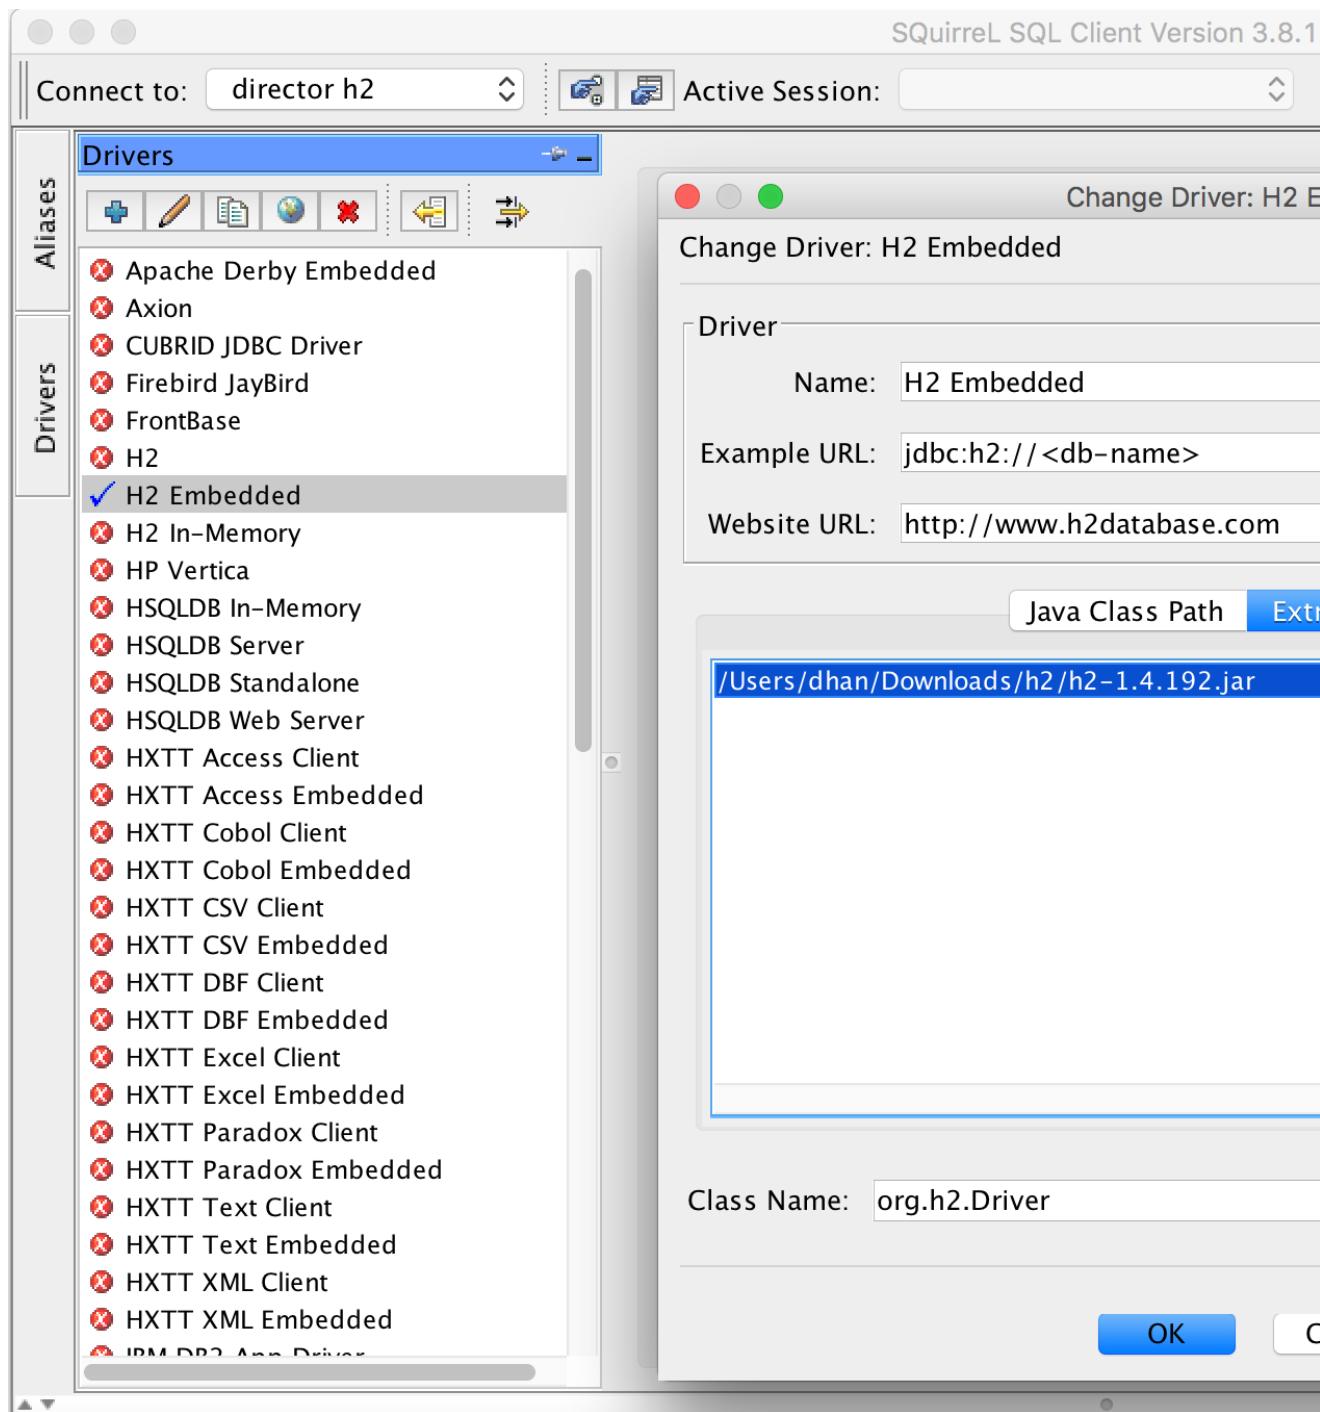 SQuirreL SQL Client Version 3.8.1
Connect to: director h2 Active Session:
Aliases
Drivers
Drivers
Apache Derby Embedded
Axion
CUBRID JDBC Driver
Firebird JayBird
FrontBase
H2
H2 Embedded
H2 In-Memory
HP Vertica
HSQLDB In-Memory
HSQLDB Server
HSQLDB Standalone
HSQLDB Web Server
HXTT Access Client
HXTT Access Embedded
HXTT Cobol Client
HXTT Cobol Embedded
HXTT CSV Client
HXTT CSV Embedded
HXTT DBF Client
HXTT DBF Embedded
HXTT Excel Client
HXTT Excel Embedded
HXTT Paradox Client
HXTT Paradox Embedded
HXTT Text Client
HXTT Text Embedded
HXTT XML Client
HXTT XML Embedded
IBM DB2 App Driver
Change Driver: H2 E
Change Driver: H2 Embedded
Driver
Name: H2 Embedded
Example URL: jdbc:h2://<db-name>
Website URL: http://www.h2database.com
Java Class Path Extr
/Users/dhan/Downloads/h2/h2-1.4.192.jar
Class Name: org.h2.Driver
OK C